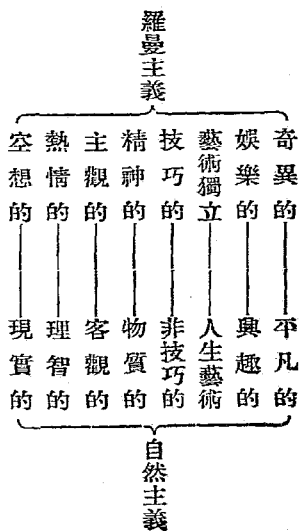 羅曼主義
奇異的
娛樂的
藝術獨立
技巧的
精神的
主觀的
熱情的
空想的
平凡的
興趣的
人生藝術
非技巧的
物質的
客觀的
理智的
現實的
自然主義